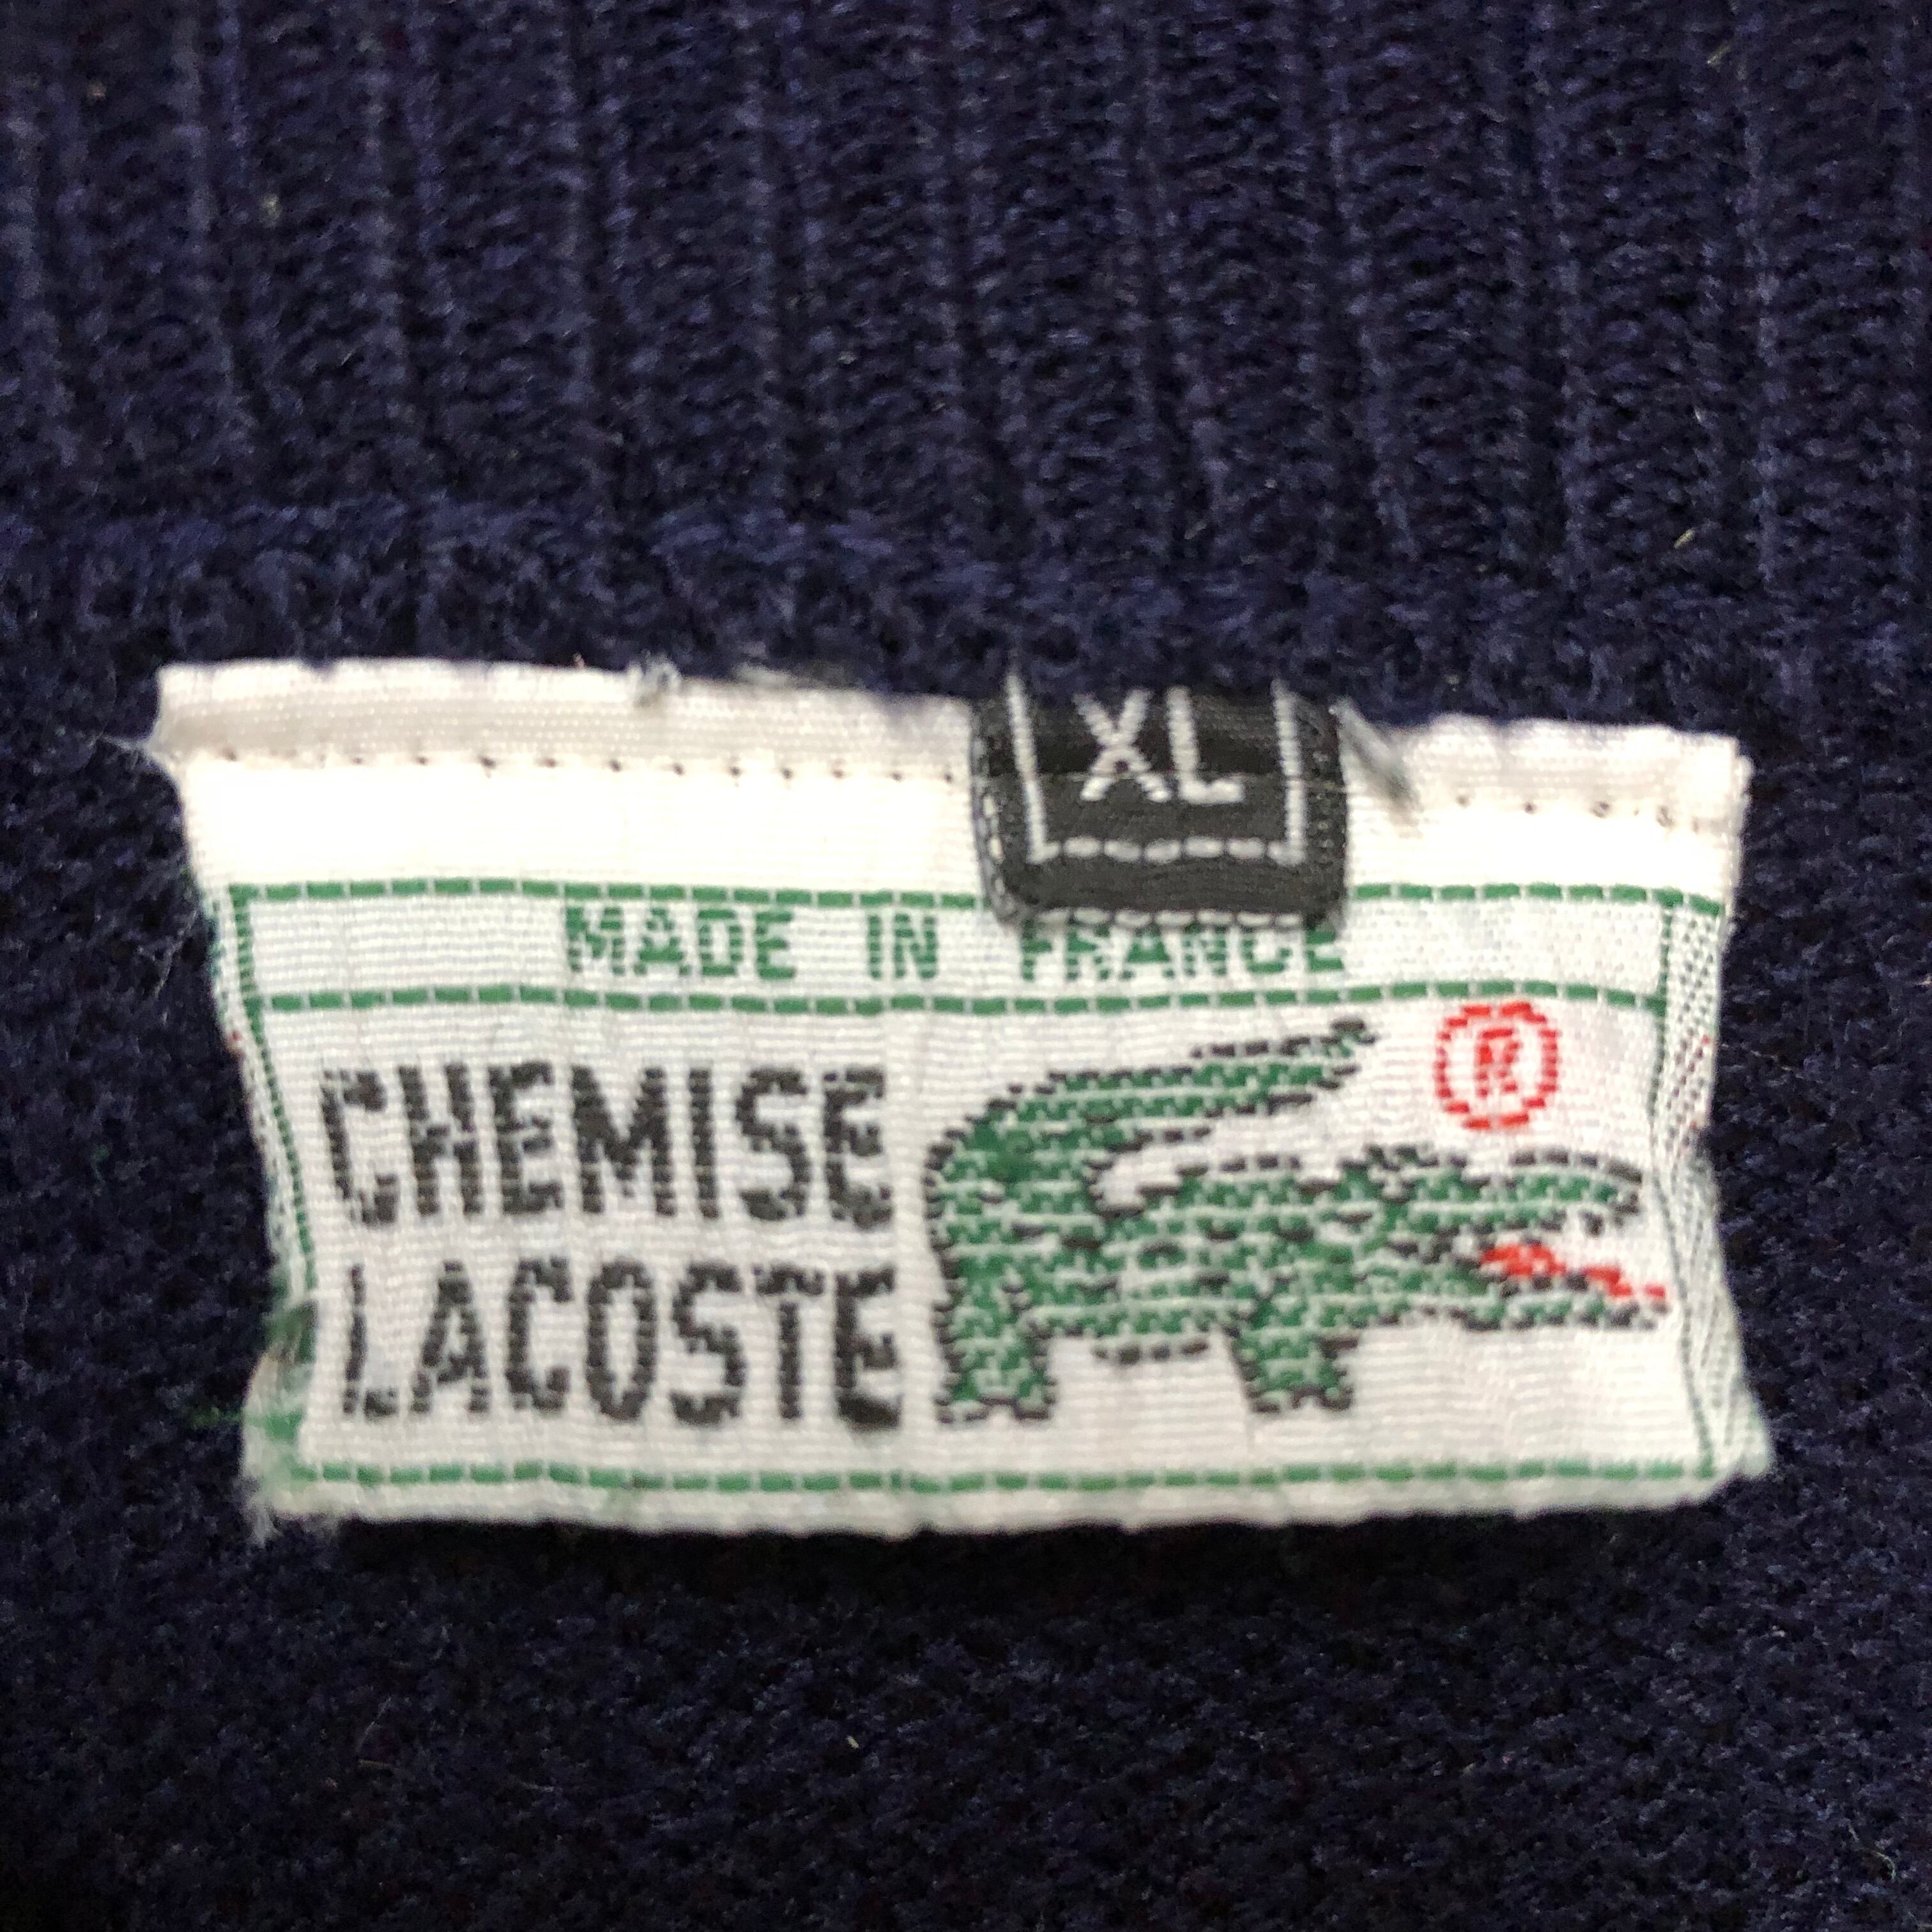 XL
MADE IN FRANCE
®
CHEMISE
LACOSTE